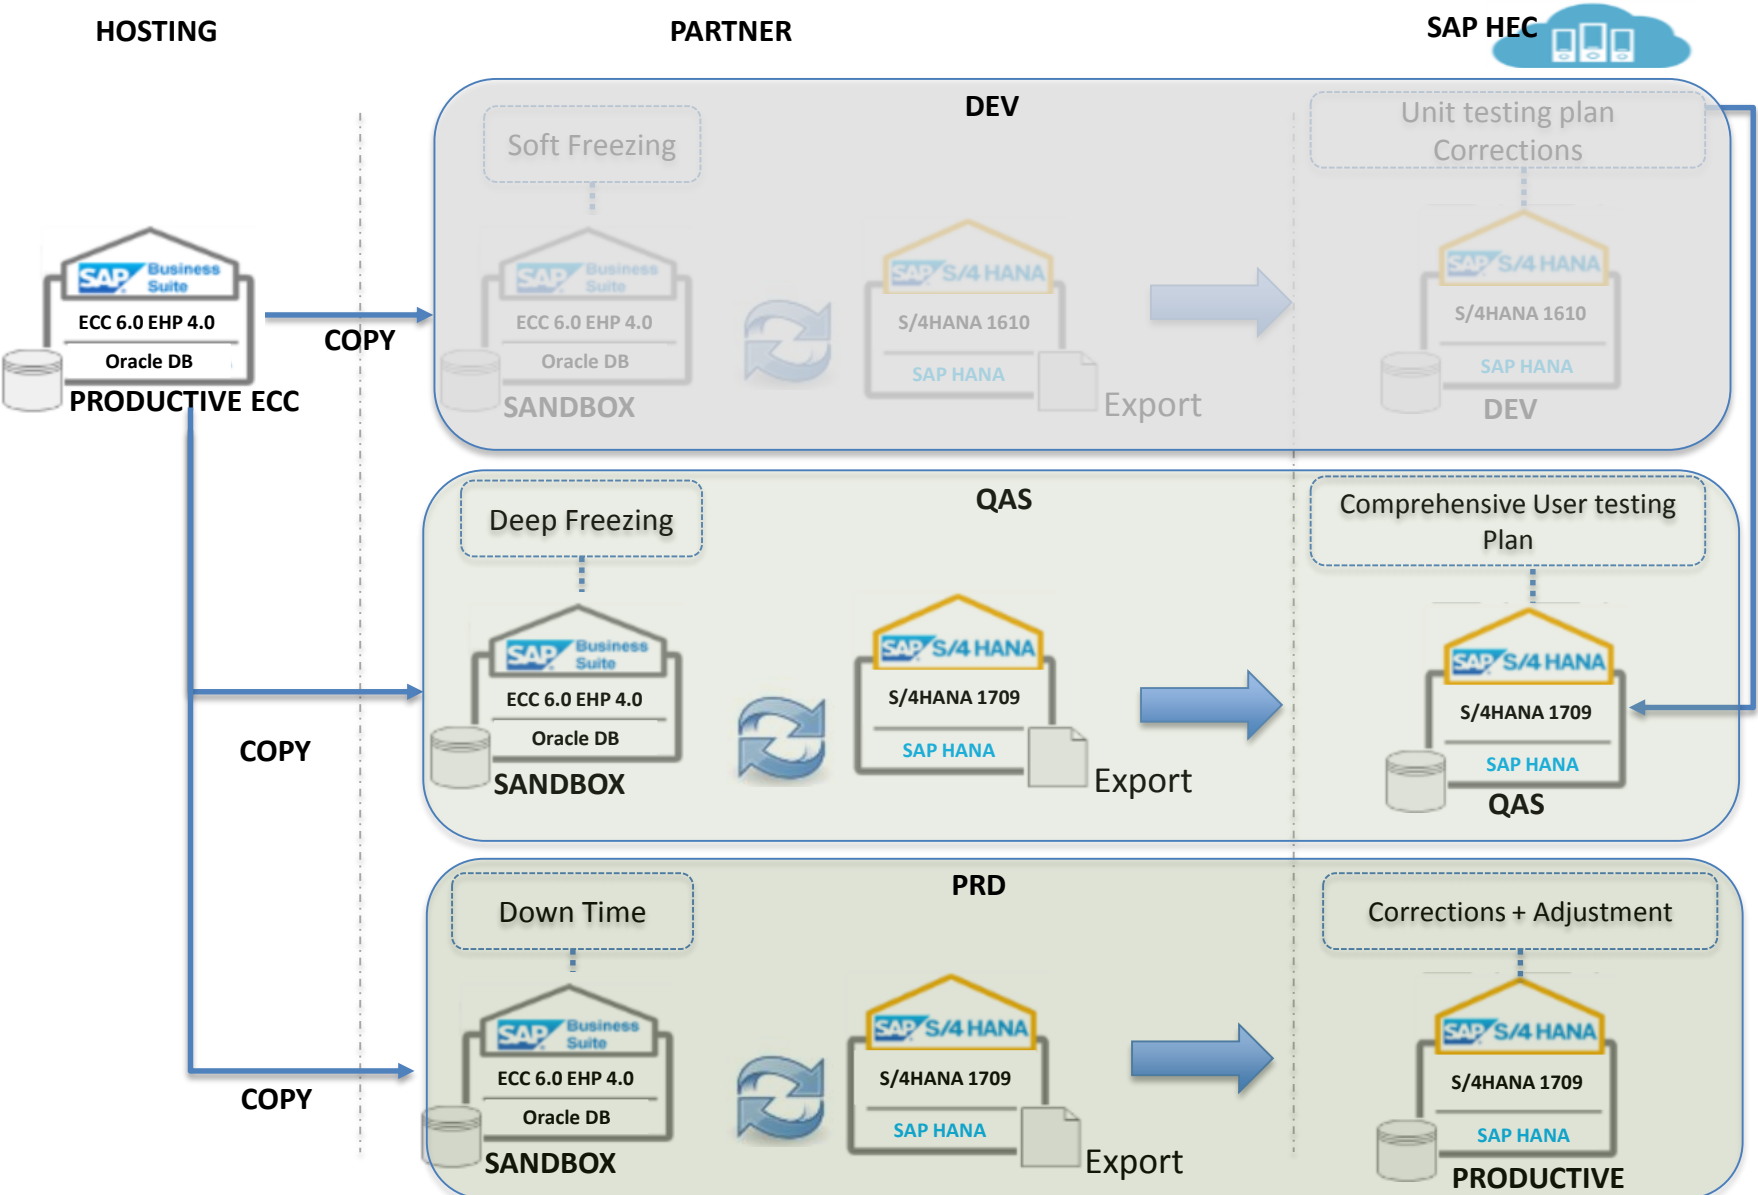 HOSTING
PARTNER
SAP HEC
DEV
Soft Freezing
Unit testing plan
Corrections
SAP Business
Suite
ECC 6.0 EHP 4.0
Oracle DB
PRODUCTIVE ECC
COPY
SAP Business
Suite
ECC 6.0 EHP 4.0
Oracle DB
SANDBOX
SAP S/4 HANA
S/4HANA 1610
SAP HANA
Export
SAP S/4 HANA
S/4HANA 1610
SAP HANA
DEV
QAS
Deep Freezing
Comprehensive User testing
Plan
COPY
SAP Business
Suite
ECC 6.0 EHP 4.0
Oracle DB
SANDBOX
SAP S/4 HANA
S/4HANA 1709
SAP HANA
Export
SAP S/4 HANA
S/4HANA 1709
SAP HANA
QAS
PRD
Down Time
Corrections + Adjustment
COPY
SAP Business
Suite
ECC 6.0 EHP 4.0
Oracle DB
SANDBOX
SAP S/4 HANA
S/4HANA 1709
SAP HANA
Export
SAP S/4 HANA
S/4HANA 1709
SAP HANA
PRODUCTIVE